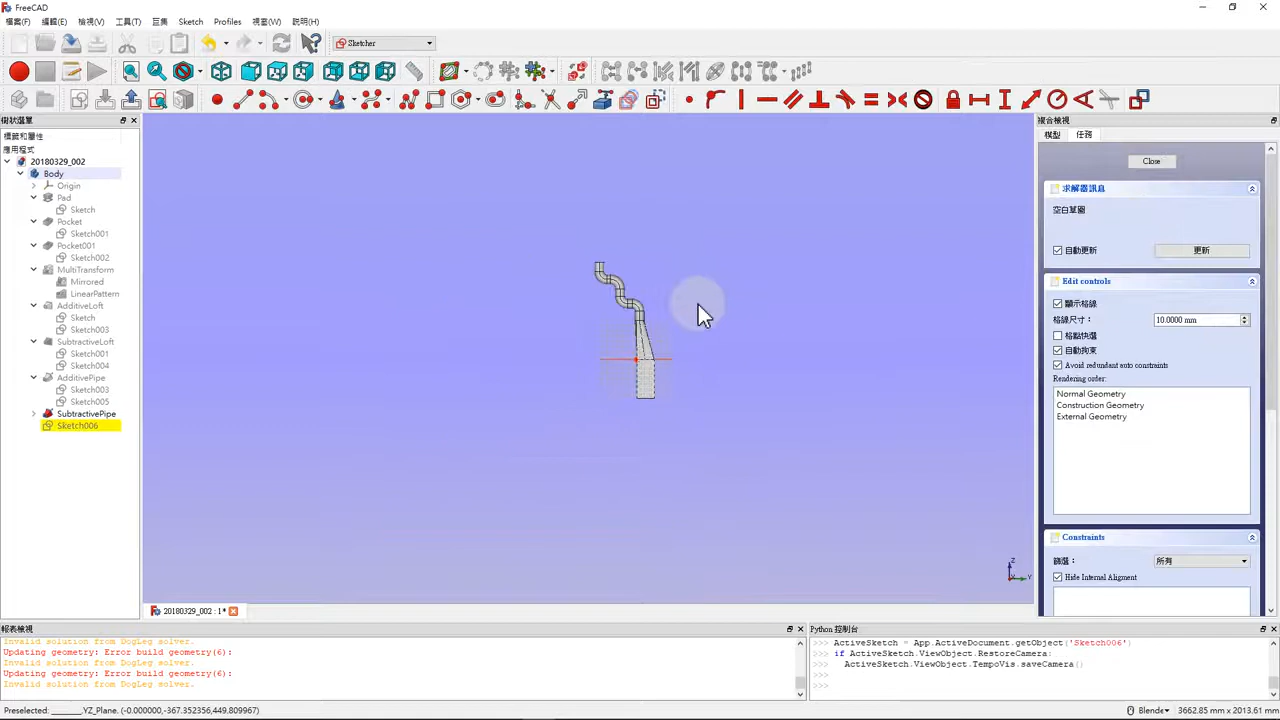 FreeCAD
檔案(F) 編輯(E) 檢視(V) 工具(T) 巨集 Sketch Profiles 視窗(W) 說明(H)
Sketcher
樹狀選單
標籤和屬性
應用程式
20180329_002
Body
Origin
Pad
Sketch
Pocket
Sketch001
Pocket001
Sketch002
MultiTransform
Mirrored
LinearPattern
AdditiveLoft
Sketch
Sketch003
SubtractiveLoft
Sketch001
Sketch004
AdditivePipe
Sketch003
Sketch005
SubtractivePipe
Sketch006
Z
Y
20180329_002 : 1*
複合檢視
模型 任務
Close
求解器訊息
空白草圖
自動更新 更新
Edit controls
顯示格線
格線尺寸: 10.0000 mm
格點快選
自動拘束
Avoid redundant auto constraints
Rendering order:
Normal Geometry
Construction Geometry
External Geometry
Constraints
篩選: 所有
Hide Internal Aligment
報表檢視
Invalid solution from DogLeg solver.
Updating geometry: Error build geometry(6):
Invalid solution from DogLeg solver.
Updating geometry: Error build geometry(6):
Invalid solution from DogLeg solver.
Python 控制台
>>> ActiveSketch = App.ActiveDocument.getObject('Sketch006')
>>> if ActiveSketch.ViewObject.RestoreCamera:
>>>   ActiveSketch.ViewObject.TempoVis.saveCamera()
>>>
>>>
Preselected: ______.YZ_Plane. (-0.000000,-367.352356,449.809967)
Blende 3662.85 mm x 2013.61 mm